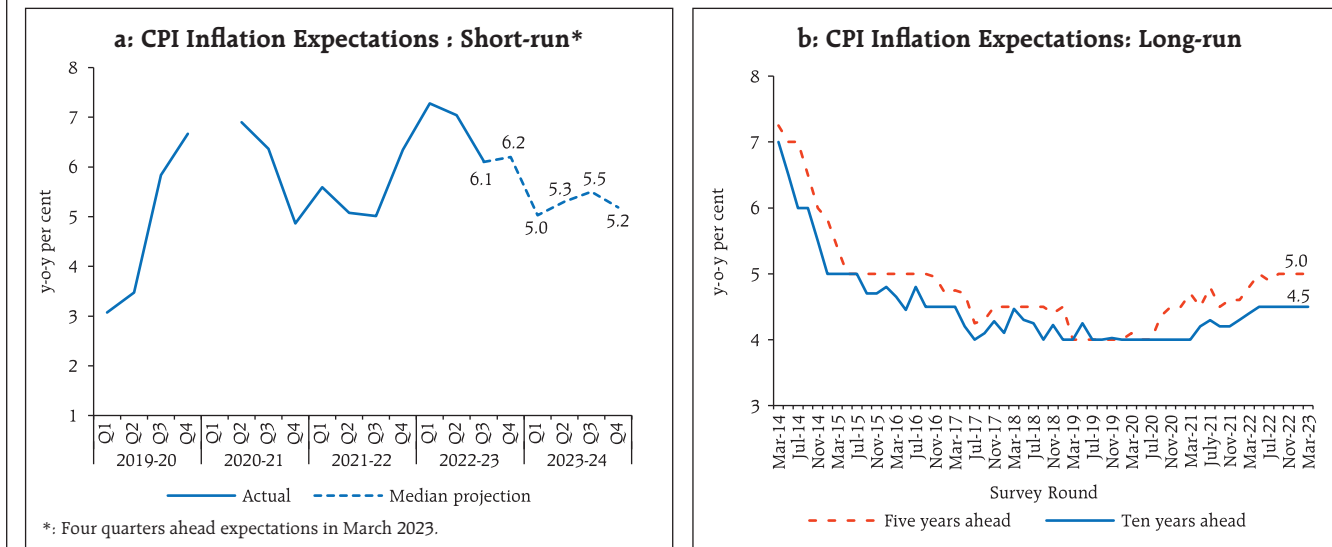 a: CPI Inflation Expectations : Short-run*
y-o-y per cent
8
7
6
5
4
3
2
1
6.1
6.2
5.0
5.3
5.5
5.2
Q1 Q2 Q3 Q4 Q1 Q2 Q3 Q4 Q1 Q2 Q3 Q4 Q1 Q2 Q3 Q4 Q1 Q2 Q3 Q4
2019-20 2020-21 2021-22 2022-23 2023-24
Actual Median projection
*: Four quarters ahead expectations in March 2023.
b: CPI Inflation Expectations: Long-run
y-o-y per cent
8
7
6
5
4
3
5.0
4.5
Mar-14 Jul-14 Nov-14 Mar-15 Jul-15 Nov-15 Mar-16 Jul-16 Nov-16 Mar-17 Jul-17 Nov-17 Mar-18 Jul-18 Nov-18 Mar-19 Jul-19 Nov-19 Mar-20 Jul-20 Nov-20 Mar-21 July-21 Nov-21 Mar-22 Jul-22 Nov-22 Mar-23
Survey Round
Five years ahead Ten years ahead